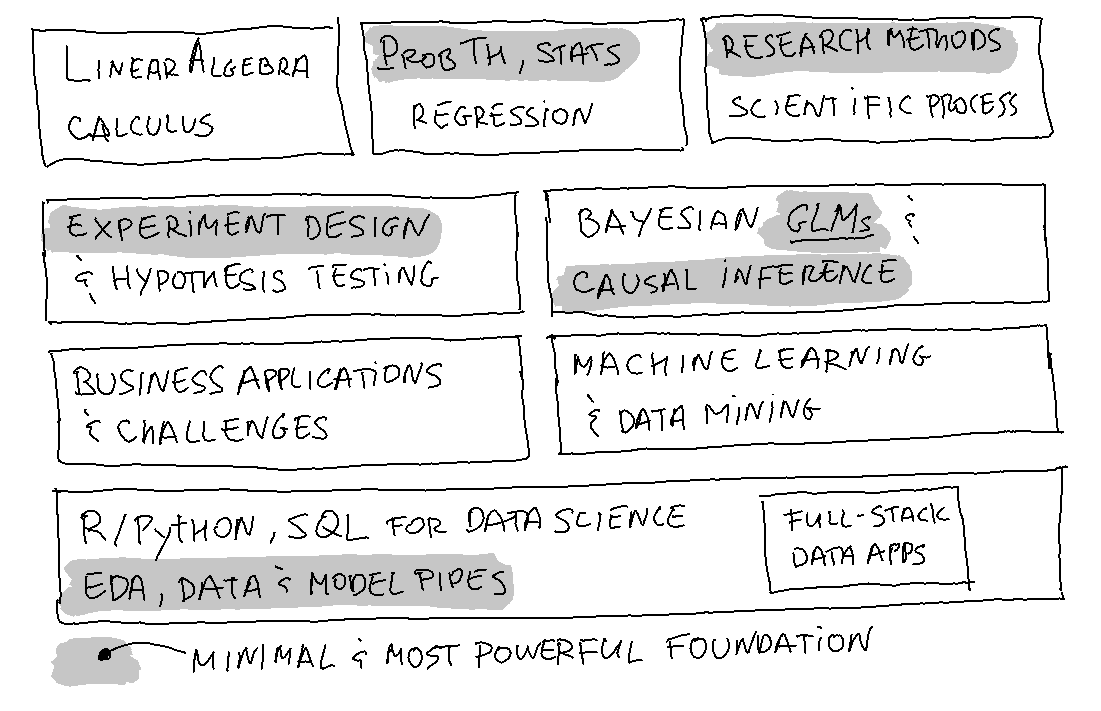 LINEAR ALGEBRA
CALCULUS
PROB TH, STATS
REGRESSION
RESEARCH METHODS
SCIENTIFIC PROCESS
EXPERIMENT DESIGN
& HYPOTHESIS TESTING
BAYESIAN GLMs &
CAUSAL INFERENCE
BUSINESS APPLICATIONS
& CHALLENGES
MACHINE LEARNING
& DATA MINING
R/PYTHON, SQL FOR DATA SCIENCE
EDA, DATA & MODEL PIPES
FULL-STACK
DATA APPS
MINIMAL & MOST POWERFUL FOUNDATION